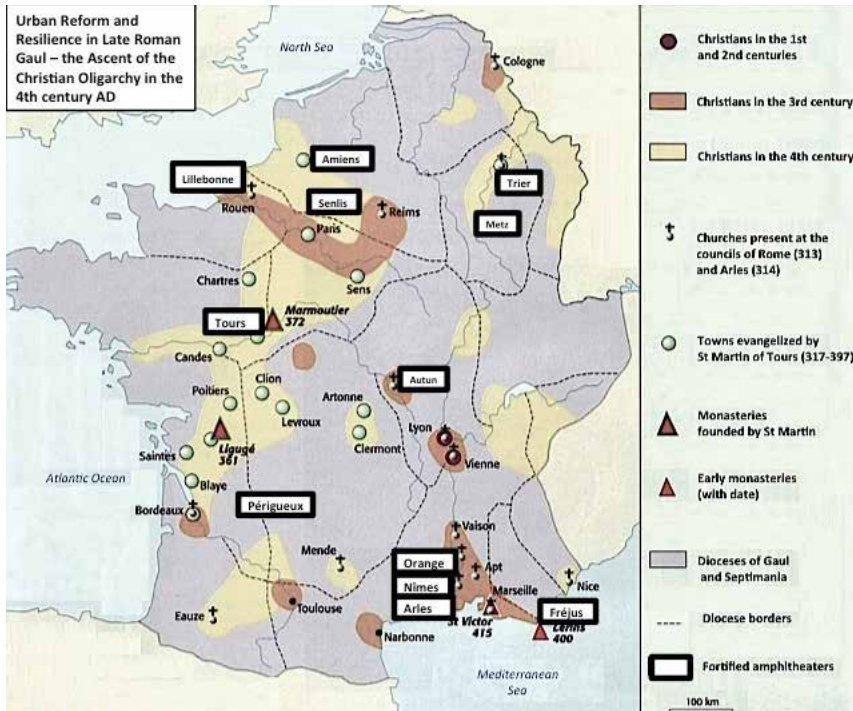 Urban Reform and
Resilience in Late Roman
Gaul – the Ascent of the
Christian Oligarchy in the
4th century AD
North Sea
Cologne
Amiens
Lillebonne
Trier
Rouen
Senlis
Reims
Metz
Paris
Chartres
Sens
Marmoutier
372
Tours
Candes
Autun
Clion
Poitiers
Artonne
Levroux
Lyon
Clermont
Ligugé
361
Vienne
Saintes
Atlantic Ocean
Blaye
Bordeaux
Périgueux
Vaison
Mende
Orange
Apt
Nîmes
Marseille
Nice
Arles
Fréjus
Toulouse
St Victor
415
Lérins
400
Eauze
Narbonne
Mediterranean
Sea
Christians in the 1st
and 2nd centuries
Christians in the 3rd century
Christians in the 4th century
Churches present at the
councils of Rome (313)
and Arles (314)
Towns evangelized by
St Martin of Tours (317-397)
Monasteries
founded by St Martin
Early monasteries
(with date)
Dioceses of Gaul
and Septimania
Diocese borders
Fortified amphitheaters
100 km